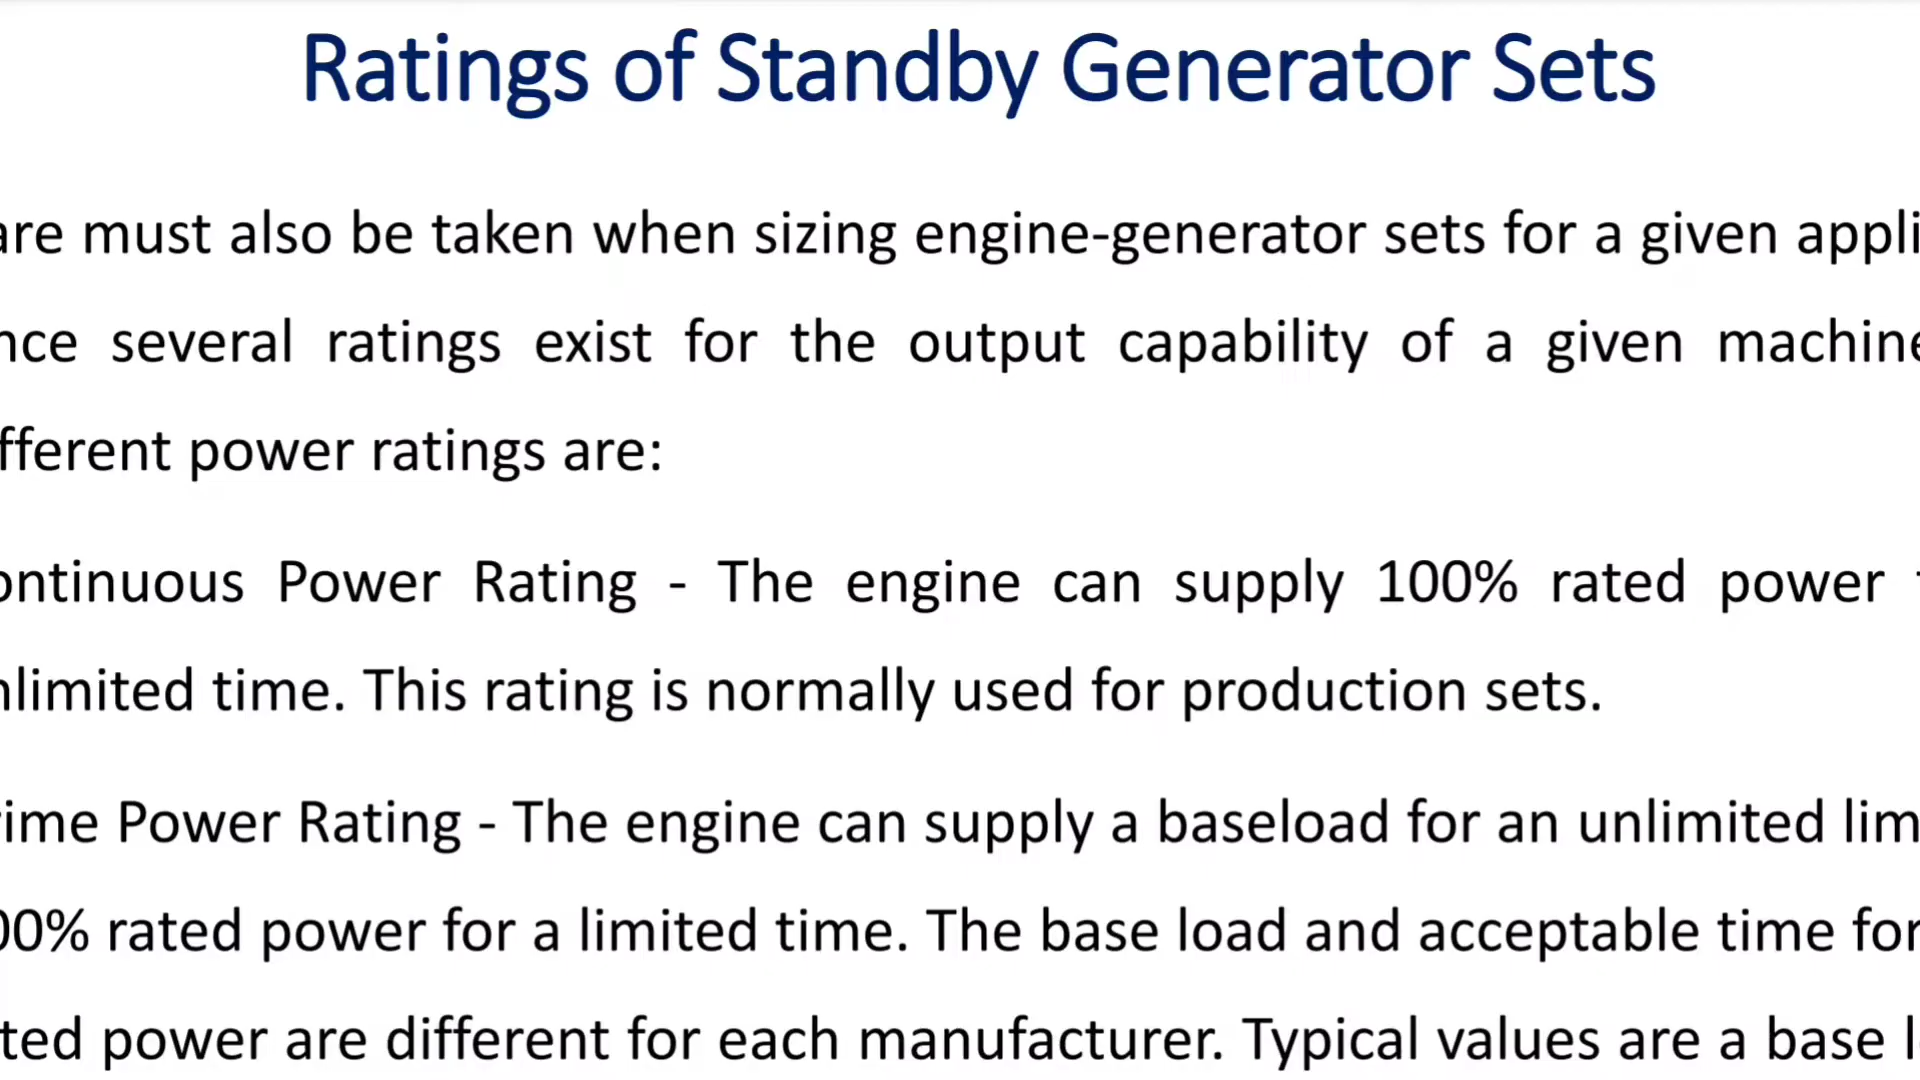 Ratings of Standby Generator Sets
are must also be taken when sizing engine-generator sets for a given appli
nce several ratings exist for the output capability of a given machine
fferent power ratings are:
ontinuous Power Rating - The engine can supply 100% rated power
nlimited time. This rating is normally used for production sets.
ime Power Rating - The engine can supply a baseload for an unlimited lim
00% rated power for a limited time. The base load and acceptable time for
ted power are different for each manufacturer. Typical values are a base